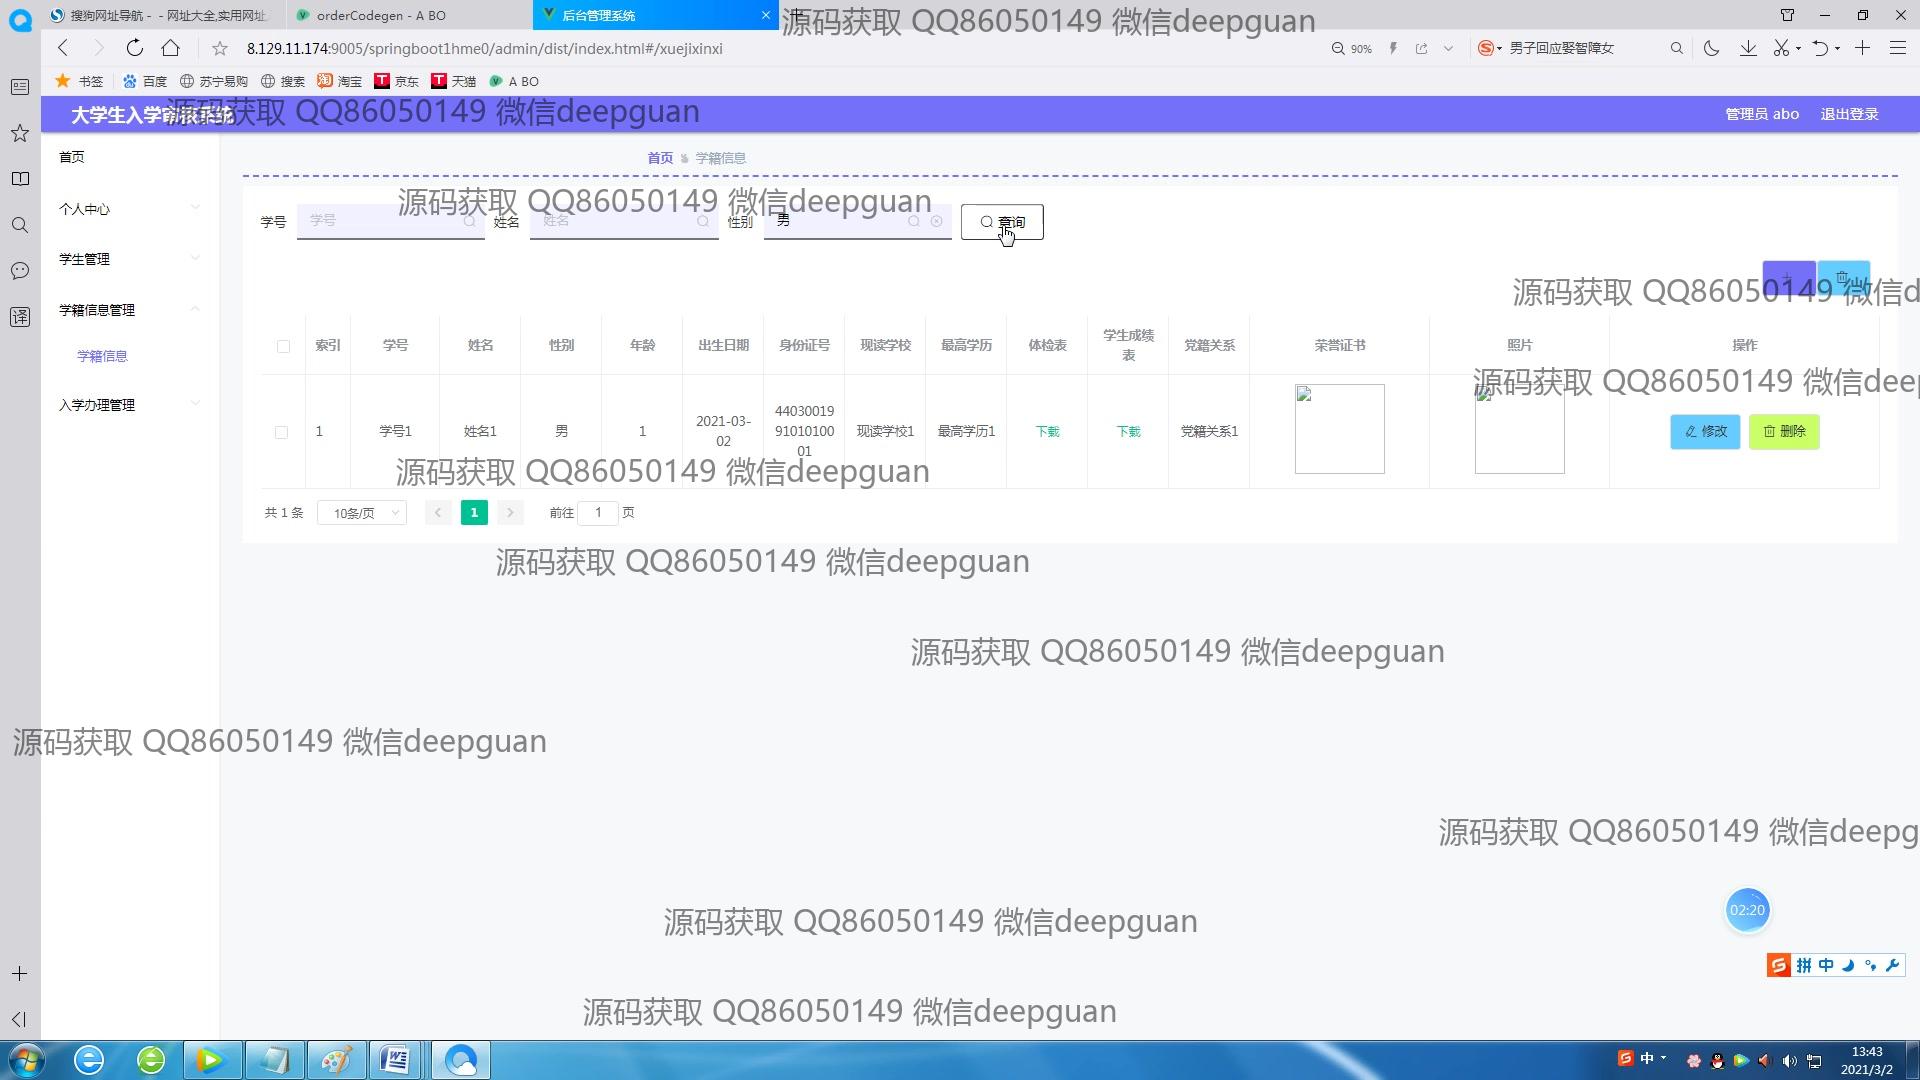 搜狗网址导航 - - 网址大全,实用网址
orderCodegen - A BO
后台管理系统
源码获取 QQ86050149 微信deepguan
8.129.11.174:9005/springboot1hme0/admin/dist/index.html#/xuejixinxi
90%
男子回应娶智障女
书签
百度
苏宁易购
搜索
淘宝
京东
天猫
A BO
大学生入学
系统
源码获取 QQ86050149 微信deepguan
管理员 abo
退出登录
首页
个人中心
学生管理
学籍信息管理
学籍信息
入学办理管理
首页
学籍信息
源码获取 QQ86050149 微信deepguan
学号
学号
姓名
姓名
性别
男
查询
源码获取 QQ86050149 微信d
索引
学号
姓名
性别
年龄
出生日期
身份证号
现读学校
最高学历
体检表
学生成绩
表
党籍关系
荣誉证书
照片
操作
源码获取 QQ86050149 微信dee
1
学号1
姓名1
男
1
2021-03-
02
44030019
91010100
01
现读学校1
最高学历1
下载
下载
党籍关系1
修改
删除
源码获取 QQ86050149 微信deepguan
共 1 条
10条/页
1
前往
1
页
源码获取 QQ86050149 微信deepguan
源码获取 QQ86050149 微信deepguan
源码获取 QQ86050149 微信deepguan
源码获取 QQ86050149 微信deepg
源码获取 QQ86050149 微信deepguan
02:20
拼
中
源码获取 QQ86050149 微信deepguan
译
中
13:43
2021/3/2